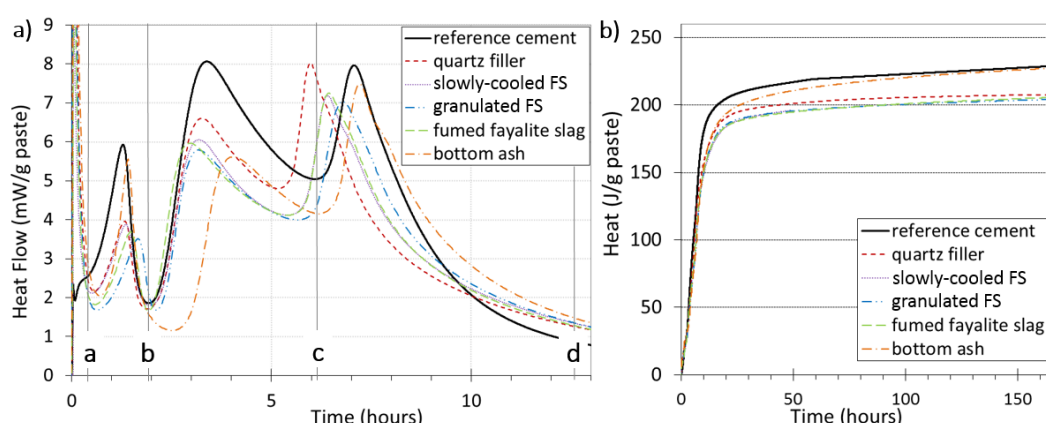 a)
9
8
7
6
5
4
3
2
1
0
Heat Flow (mW/g paste)
reference cement
quartz filler
slowly-cooled FS
granulated FS
fumed fayalite slag
bottom ash
a b c d
0 5 10
Time (hours)
b)
250
200
150
100
50
0
Heat (J/g paste)
reference cement
quartz filler
slowly-cooled FS
granulated FS
fumed fayalite slag
bottom ash
0 50 100 150
Time (hours)